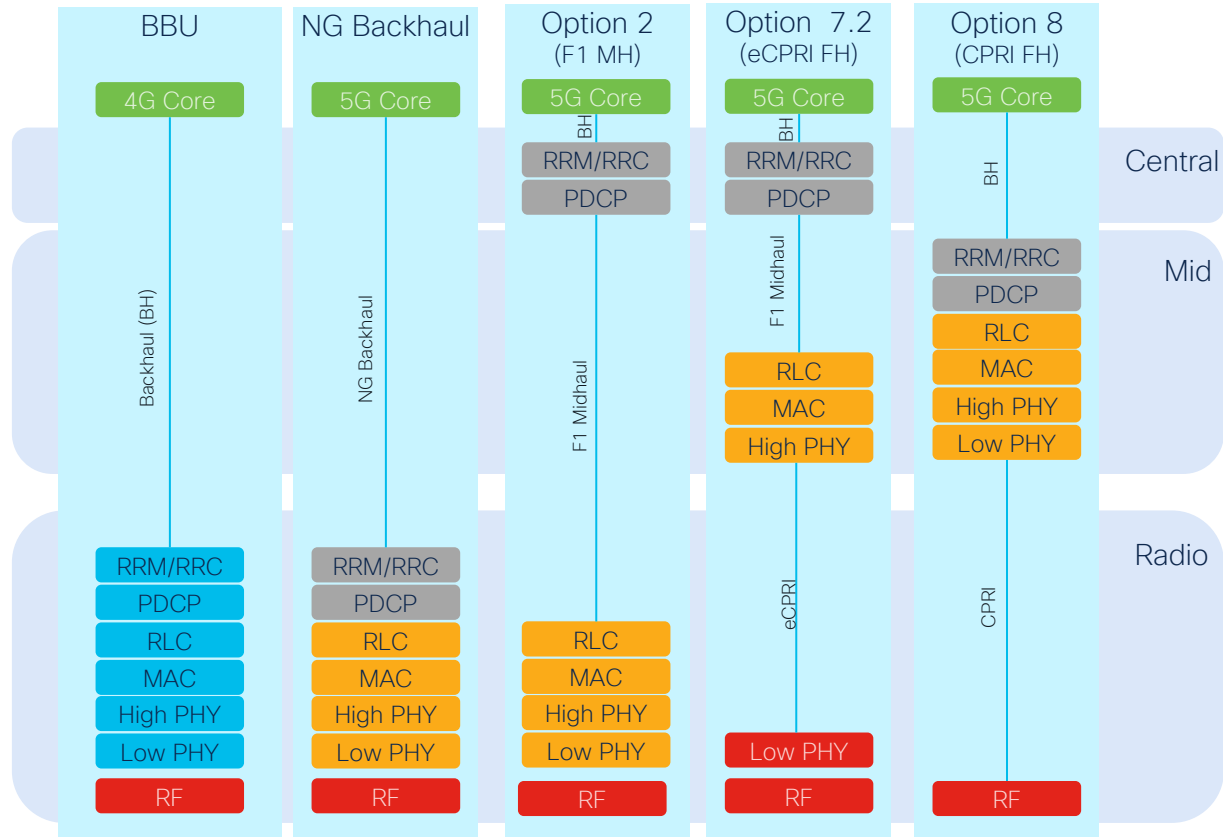 BBU
4G Core
Backhaul (BH)
RRM/RRC
PDCP
RLC
MAC
High PHY
Low PHY
RF
NG Backhaul
5G Core
NG Backhaul
RRM/RRC
PDCP
RLC
MAC
High PHY
Low PHY
RF
Option 2
(F1 MH)
5G Core
BH
RRM/RRC
PDCP
F1 Midhaul
RLC
MAC
High PHY
Low PHY
RF
Option 7.2
(eCPRI FH)
5G Core
BH
RRM/RRC
PDCP
F1 Midhaul
RLC
MAC
High PHY
eCPRI
Low PHY
RF
Option 8
(CPRI FH)
5G Core
BH
RRM/RRC
PDCP
RLC
MAC
High PHY
Low PHY
CPRI
RF
Central
Mid
Radio